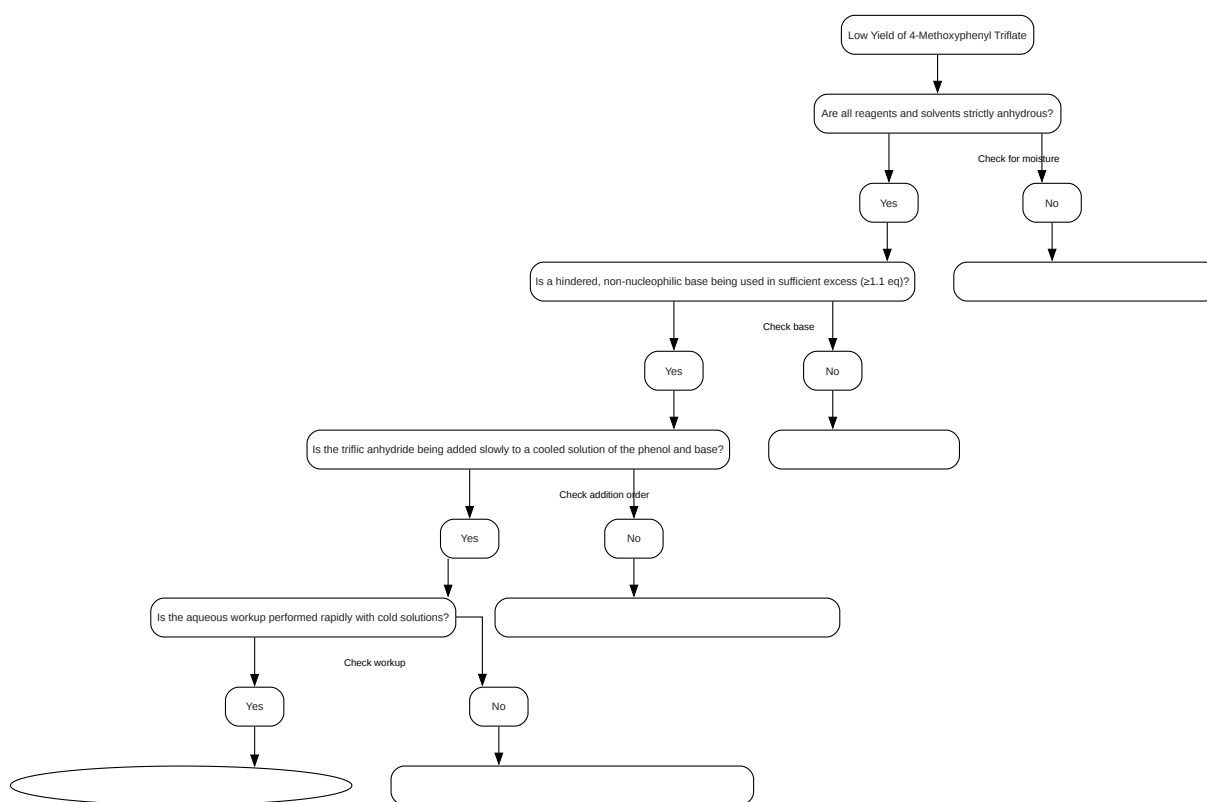 Low Yield of 4-Methoxyphenyl Triflate
Are all reagents and solvents strictly anhydrous?
Check for moisture
Yes
No
Is a hindered, non-nucleophilic base being used in sufficient excess (≥1.1 eq)?
Check base
Yes
No
Is the triflic anhydride being added slowly to a cooled solution of the phenol and base?
Check addition order
Yes
No
Is the aqueous workup performed rapidly with cold solutions?
Check workup
Yes
No